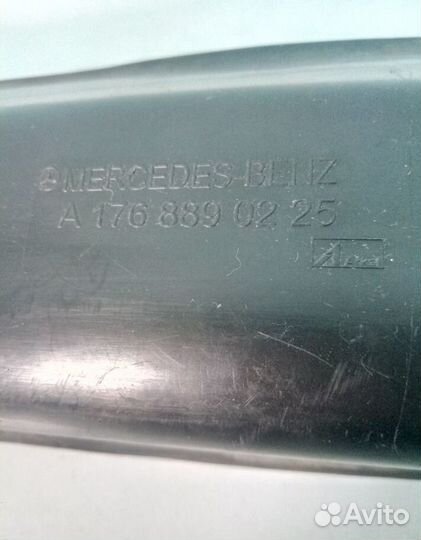 MERCEDES-BENZ
A 176 889 02 25
Avito